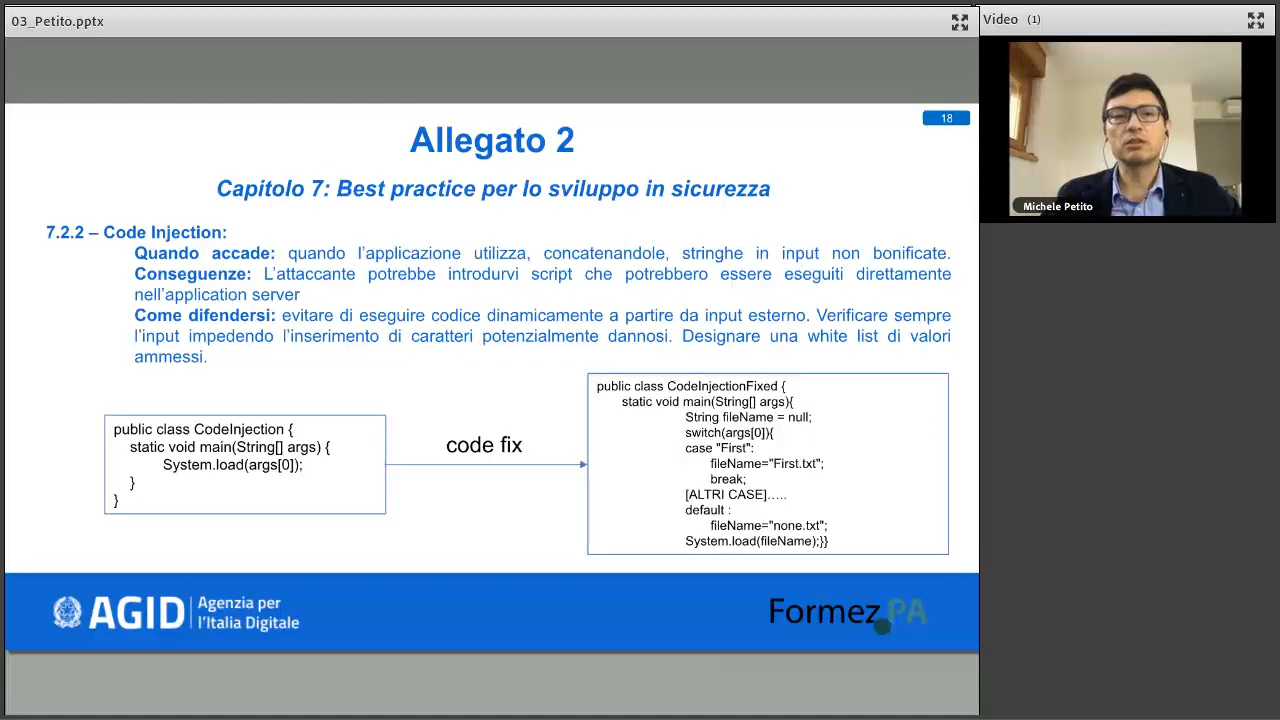 03_Petito.pptx
Video (1)
Michele Petito
18
Allegato 2
Capitolo 7: Best practice per lo sviluppo in sicurezza
7.2.2 – Code Injection:
Quando accade: quando l’applicazione utilizza, concatenandole, stringhe in input non bonificate.
Conseguenze: L’attaccante potrebbe introdurvi script che potrebbero essere eseguiti direttamente
nell’application server
Come difendersi: evitare di eseguire codice dinamicamente a partire da input esterno. Verificare sempre
l’input impedendo l’inserimento di caratteri potenzialmente dannosi. Designare una white list di valori
ammessi.
public class CodeInjection {
static void main(String[] args) {
System.load(args[0]);
}
}
code fix
public class CodeInjectionFixed {
static void main(String[] args){
String fileName = null;
switch(args[0]){
case "First":
fileName="First.txt";
break;
[ALTRI CASE]…..
default :
fileName="none.txt";
System.load(fileName);}}
AGID
Agenzia per
l’Italia Digitale
Formez PA